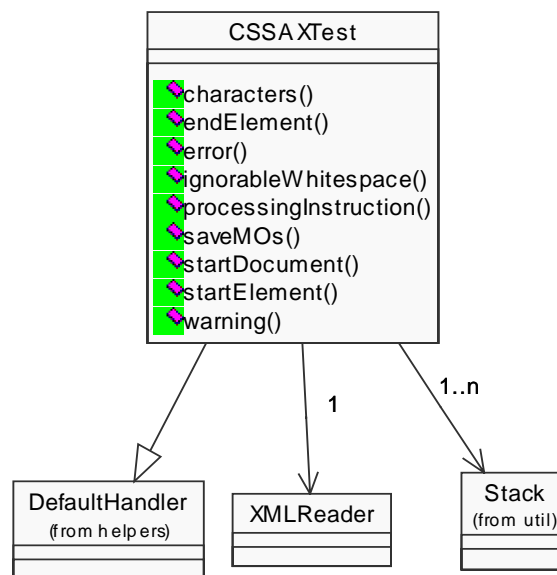 CSSAXTest
characters()
endElement()
error()
ignorableWhitespace()
processingInstruction()
saveMOs()
startDocument()
startElement()
warning()
1
1..n
DefaultHandler
(from helpers)
XMLReader
Stack
(from util)